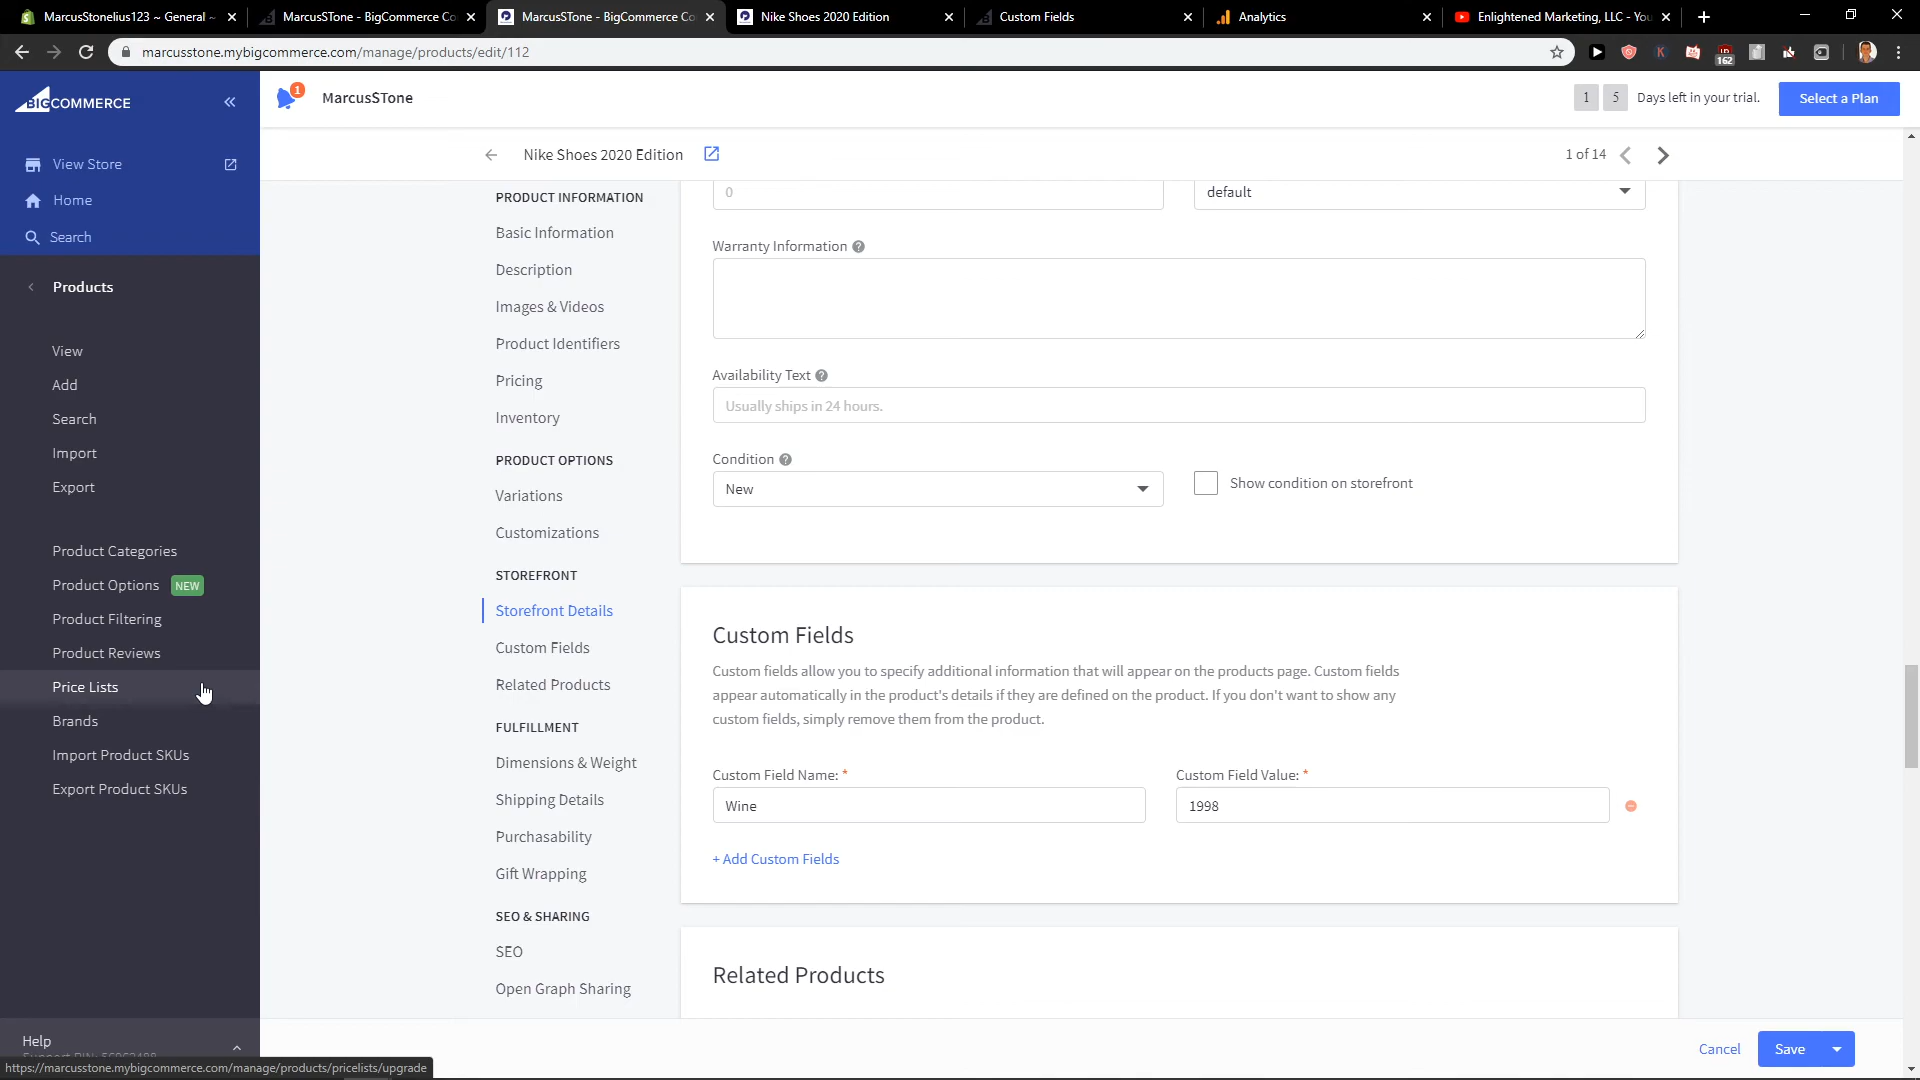 MarcusStonelius123 ~ General ~
MarcusSTone - BigCommerce Co
MarcusSTone - BigCommerce Co
Nike Shoes 2020 Edition
Custom Fields
Analytics
Enlightened Marketing, LLC - You
marcusstone.mybigcommerce.com/manage/products/edit/112
162
BIGCOMMERCE
1
MarcusSTone
1 5 Days left in your trial.
Select a Plan
View Store
Home
Search
Products
View
Add
Search
Import
Export
Product Categories
Product Options NEW
Product Filtering
Product Reviews
Price Lists
Brands
Import Product SKUs
Export Product SKUs
Help
https://marcusstone.mybigcommerce.com/manage/products/pricelists/upgrade
Nike Shoes 2020 Edition
1 of 14
PRODUCT INFORMATION
Basic Information
Description
Images & Videos
Product Identifiers
Pricing
Inventory
PRODUCT OPTIONS
Variations
Customizations
STOREFRONT
Storefront Details
Custom Fields
Related Products
FULFILLMENT
Dimensions & Weight
Shipping Details
Purchasability
Gift Wrapping
SEO & SHARING
SEO
Open Graph Sharing
0
default
Warranty Information ?
Availability Text ?
Usually ships in 24 hours.
Condition ?
New
Show condition on storefront
Custom Fields
Custom fields allow you to specify additional information that will appear on the products page. Custom fields
appear automatically in the product's details if they are defined on the product. If you don't want to show any
custom fields, simply remove them from the product.
Custom Field Name: *
Custom Field Value: *
Wine
1998
+ Add Custom Fields
Related Products
Cancel
Save